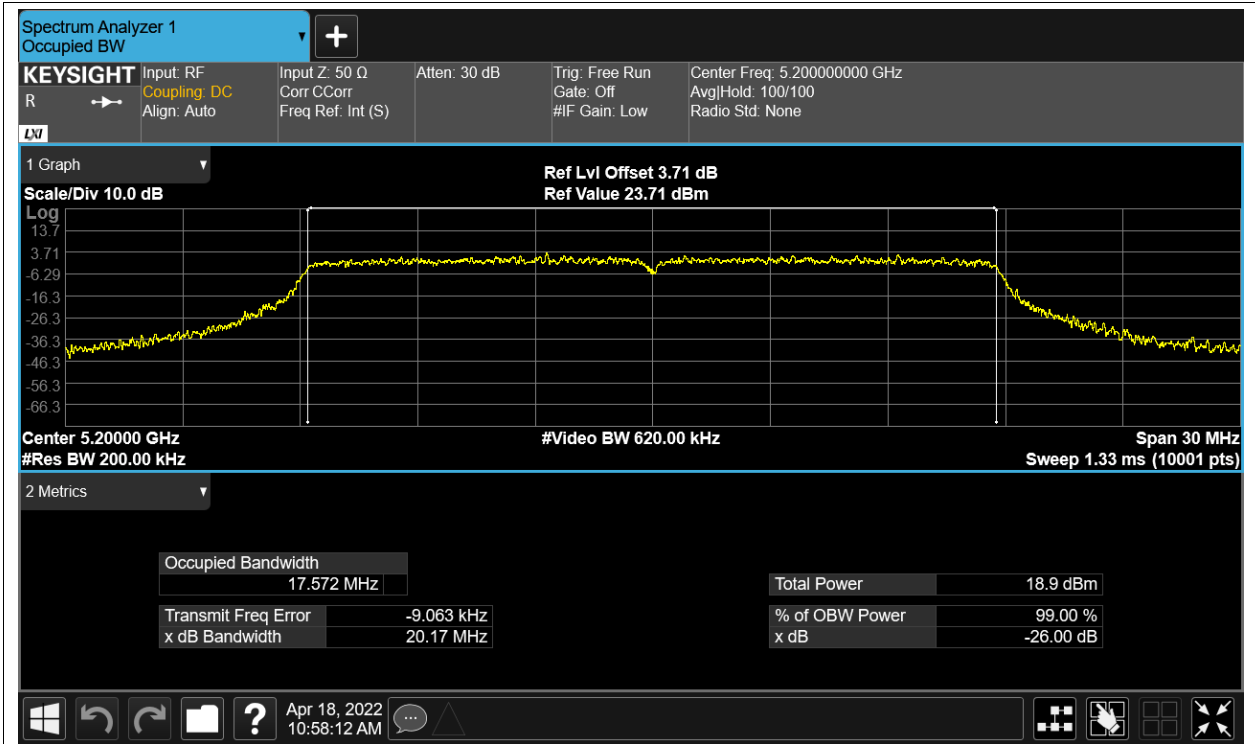 Spectrum Analyzer 1
Occupied BW
KEYSIGHT Input: RF Input Z: 50 Ω Atten: 30 dB Trig: Free Run Center Freq: 5.200000000 GHz
R Coupling: DC Corr CCorr Gate: Off Avg|Hold: 100/100
Align: Auto Freq Ref: Int (S) #IF Gain: Low Radio Std: None
LXI
1 Graph
Ref Lvl Offset 3.71 dB
Scale/Div 10.0 dB Ref Value 23.71 dBm
Log
13.7
3.71
-6.29
-16.3
-26.3
-36.3
-46.3
-56.3
-66.3
Center 5.20000 GHz #Video BW 620.00 kHz Span 30 MHz
#Res BW 200.00 kHz Sweep 1.33 ms (10001 pts)
2 Metrics
Occupied Bandwidth
17.572 MHz Total Power 18.9 dBm
Transmit Freq Error -9.063 kHz % of OBW Power 99.00 %
x dB Bandwidth 20.17 MHz x dB -26.00 dB
? Apr 18, 2022
10:58:12 AM